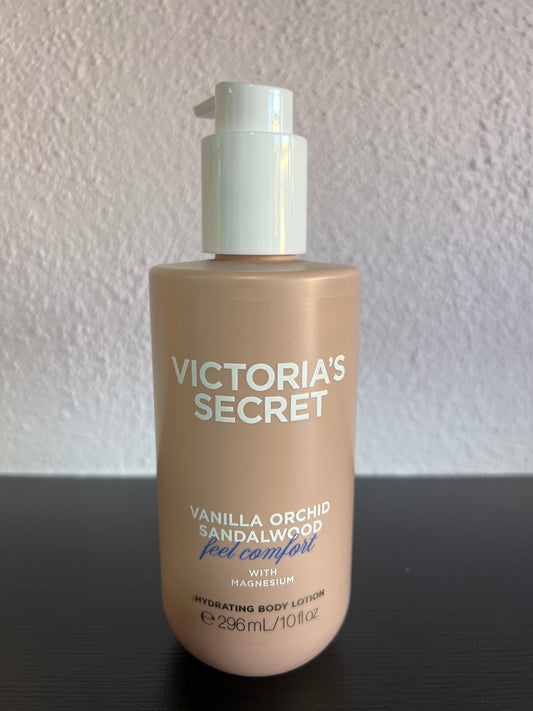 VICTORIA'S
SECRET
VANILLA ORCHID
SANDALWOOD
feel comfort
WITH
MAGNESIUM
HYDRATING BODY LOTION
℮ 296 mL/10 fl oz